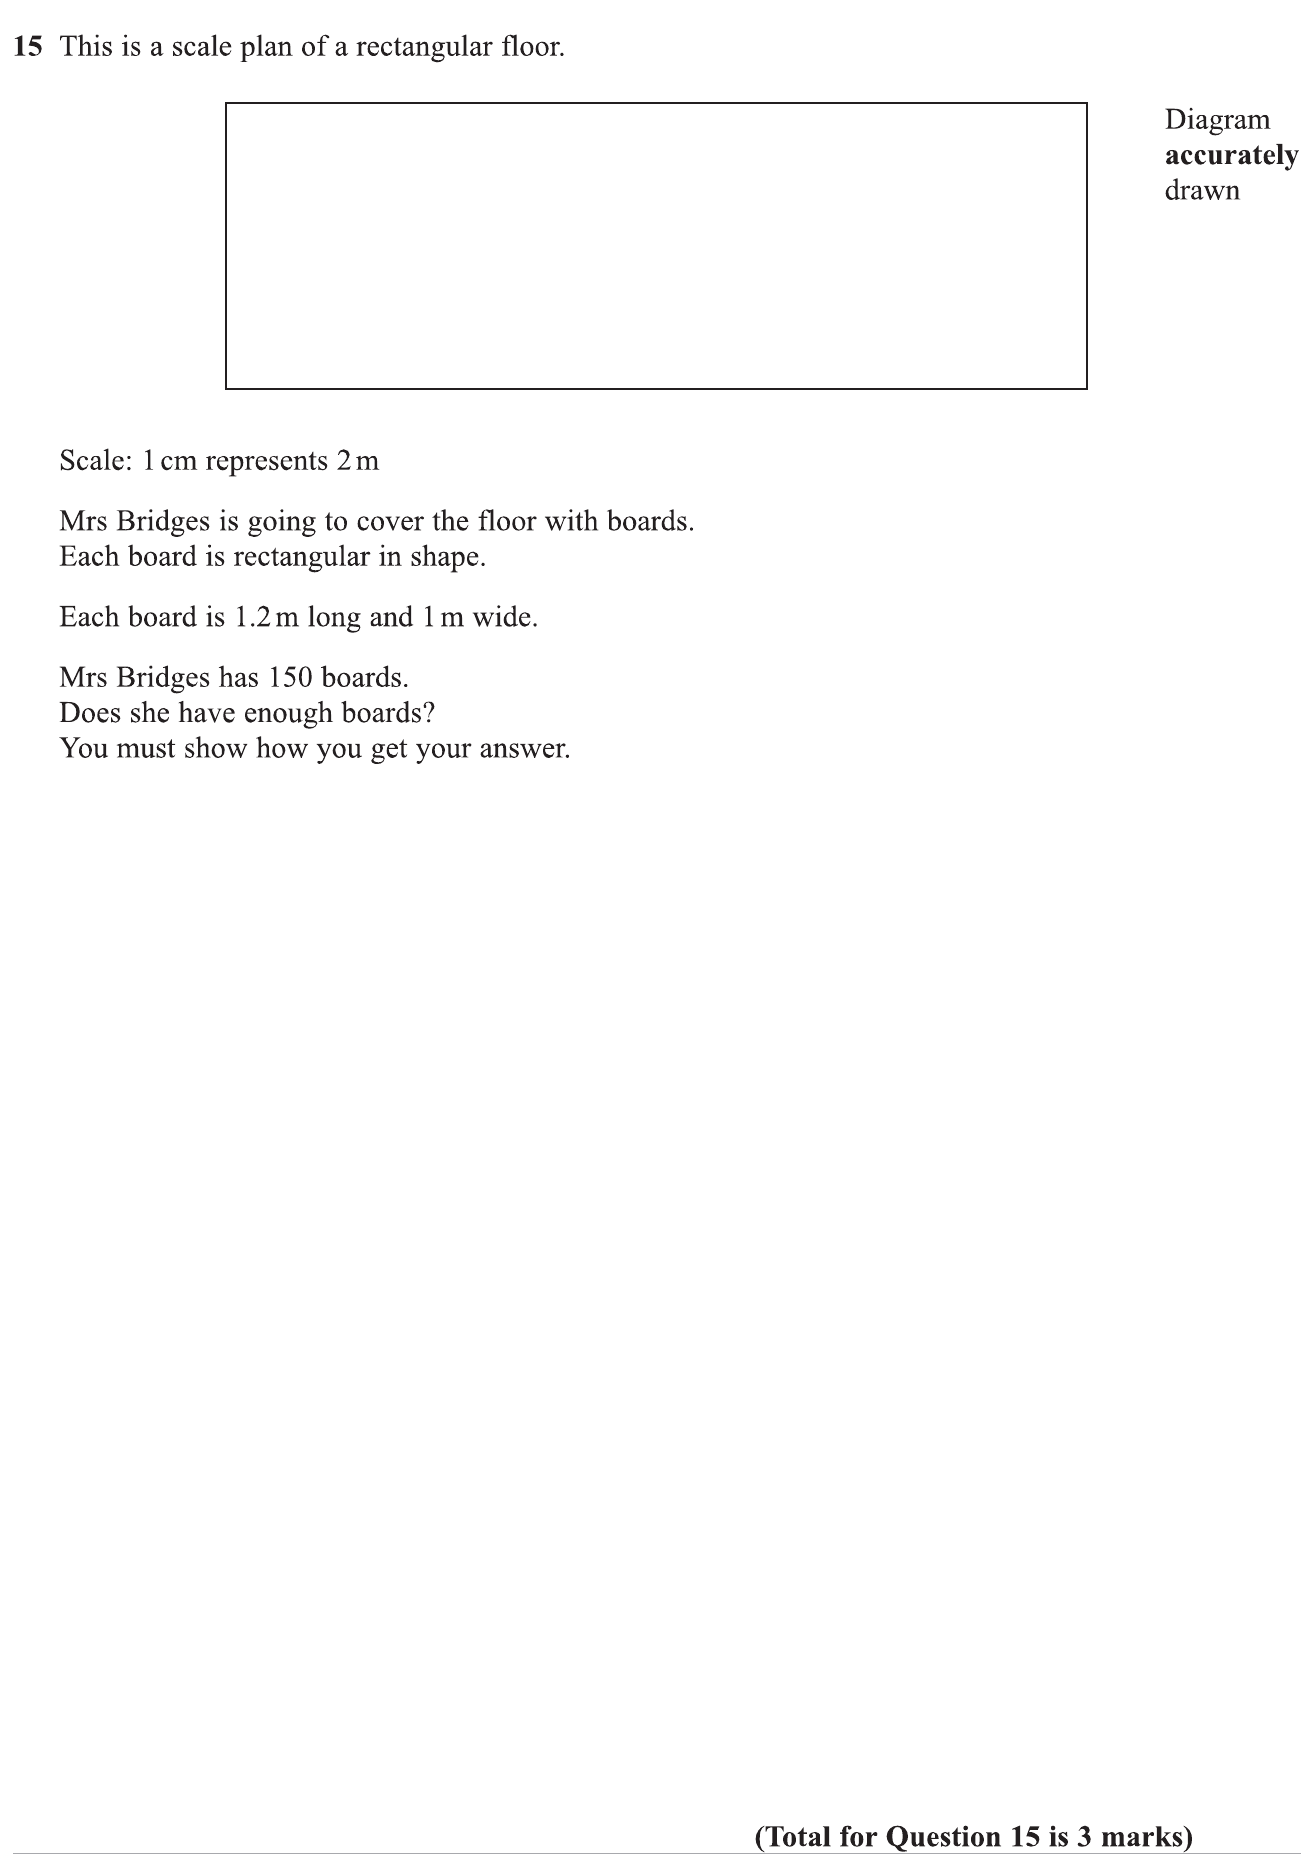 15 This is a scale plan of a rectangular floor.
Diagram
accurately
drawn
Scale: 1 cm represents 2 m
Mrs Bridges is going to cover the floor with boards.
Each board is rectangular in shape.
Each board is 1.2 m long and 1 m wide.
Mrs Bridges has 150 boards.
Does she have enough boards?
You must show how you get your answer.
(Total for Question 15 is 3 marks)